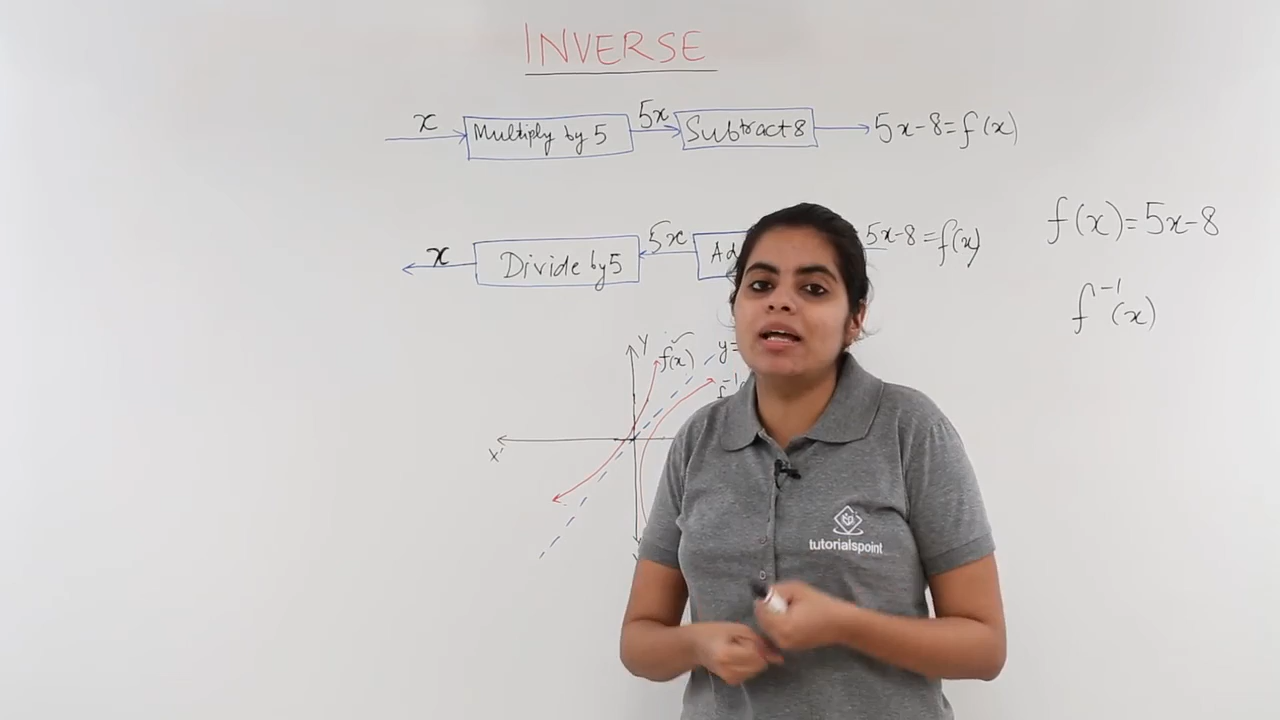 INVERSE
x Multiply by 5 5x Subtract 8 5x-8=f(x)
x Divide by 5 5x 5x-8=f(x)
f(x)=5x-8
f⁻¹(x)
Y f(x) ✓ y=
f⁻¹
X'
tutorialspoint